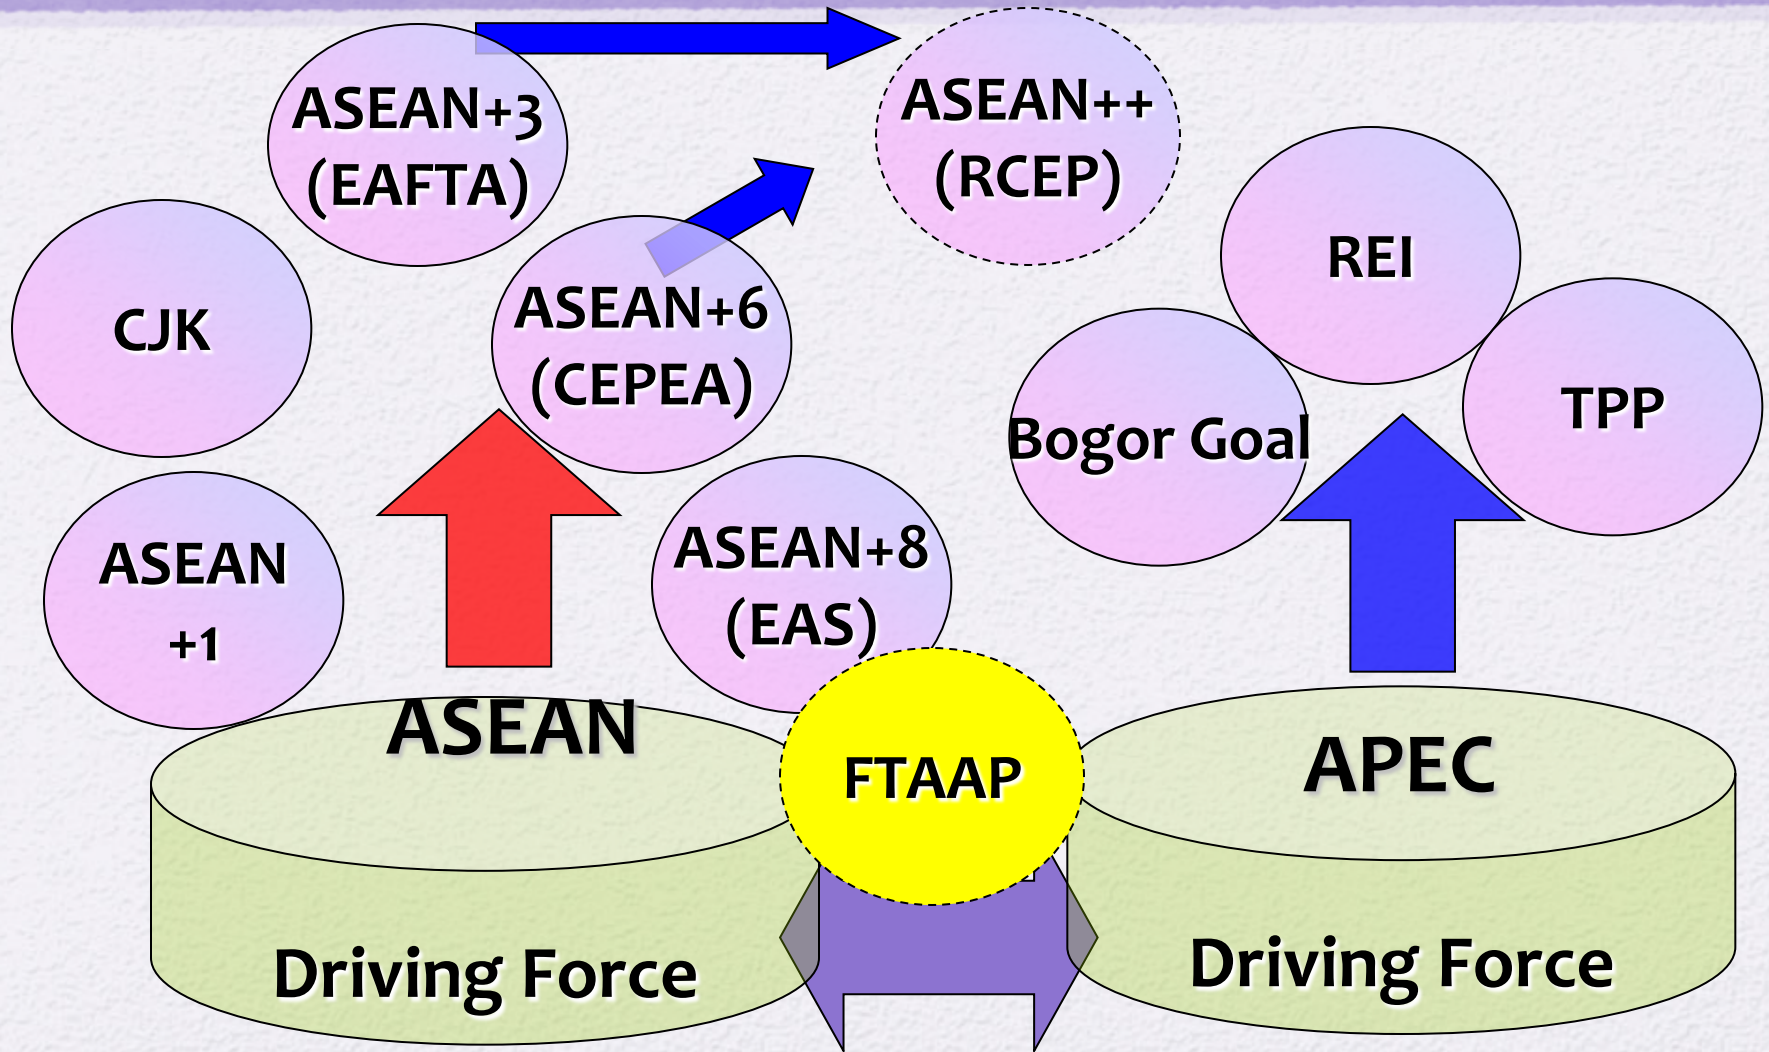 ASEAN+3
(EAFTA)
ASEAN++
(RCEP)
REI
CJK
ASEAN+6
(CEPEA)
TPP
Bogor Goal
ASEAN
+1
ASEAN+8
(EAS)
ASEAN
FTAAP
APEC
Driving Force
Driving Force